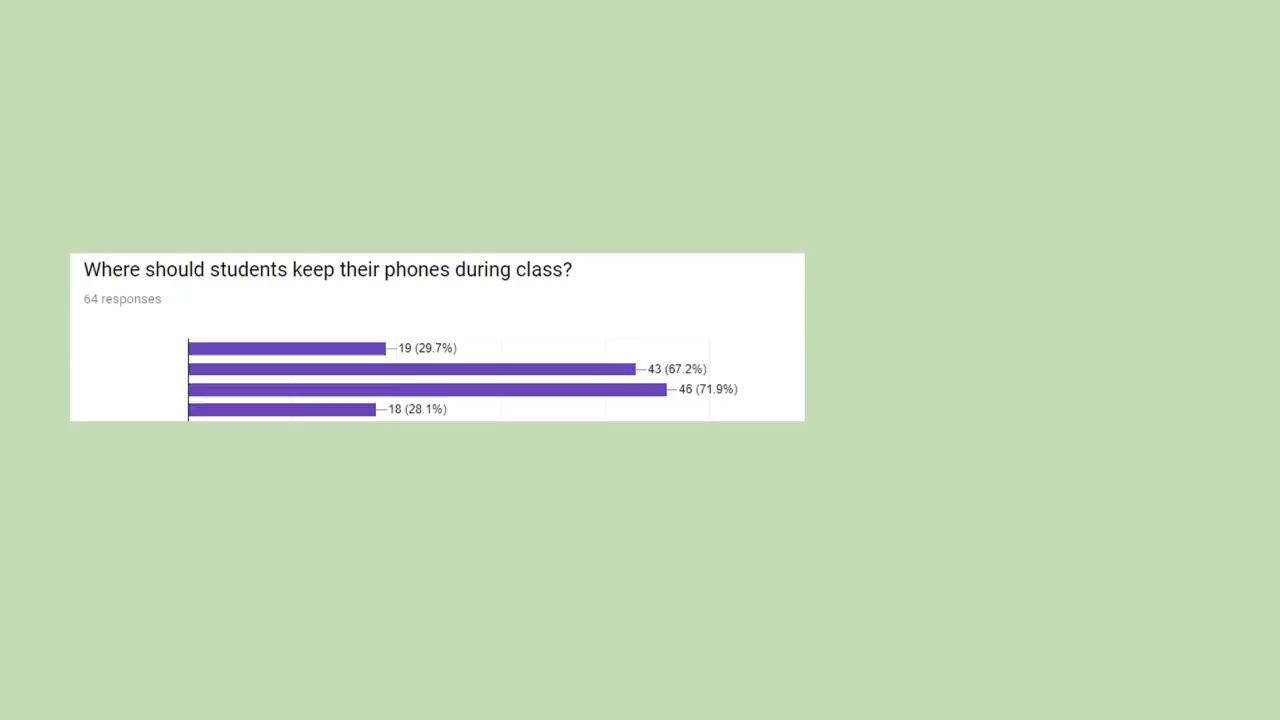 Where should students keep their phones during class?
64 responses
19 (29.7%)
43 (67.2%)
46 (71.9%)
18 (28.1%)